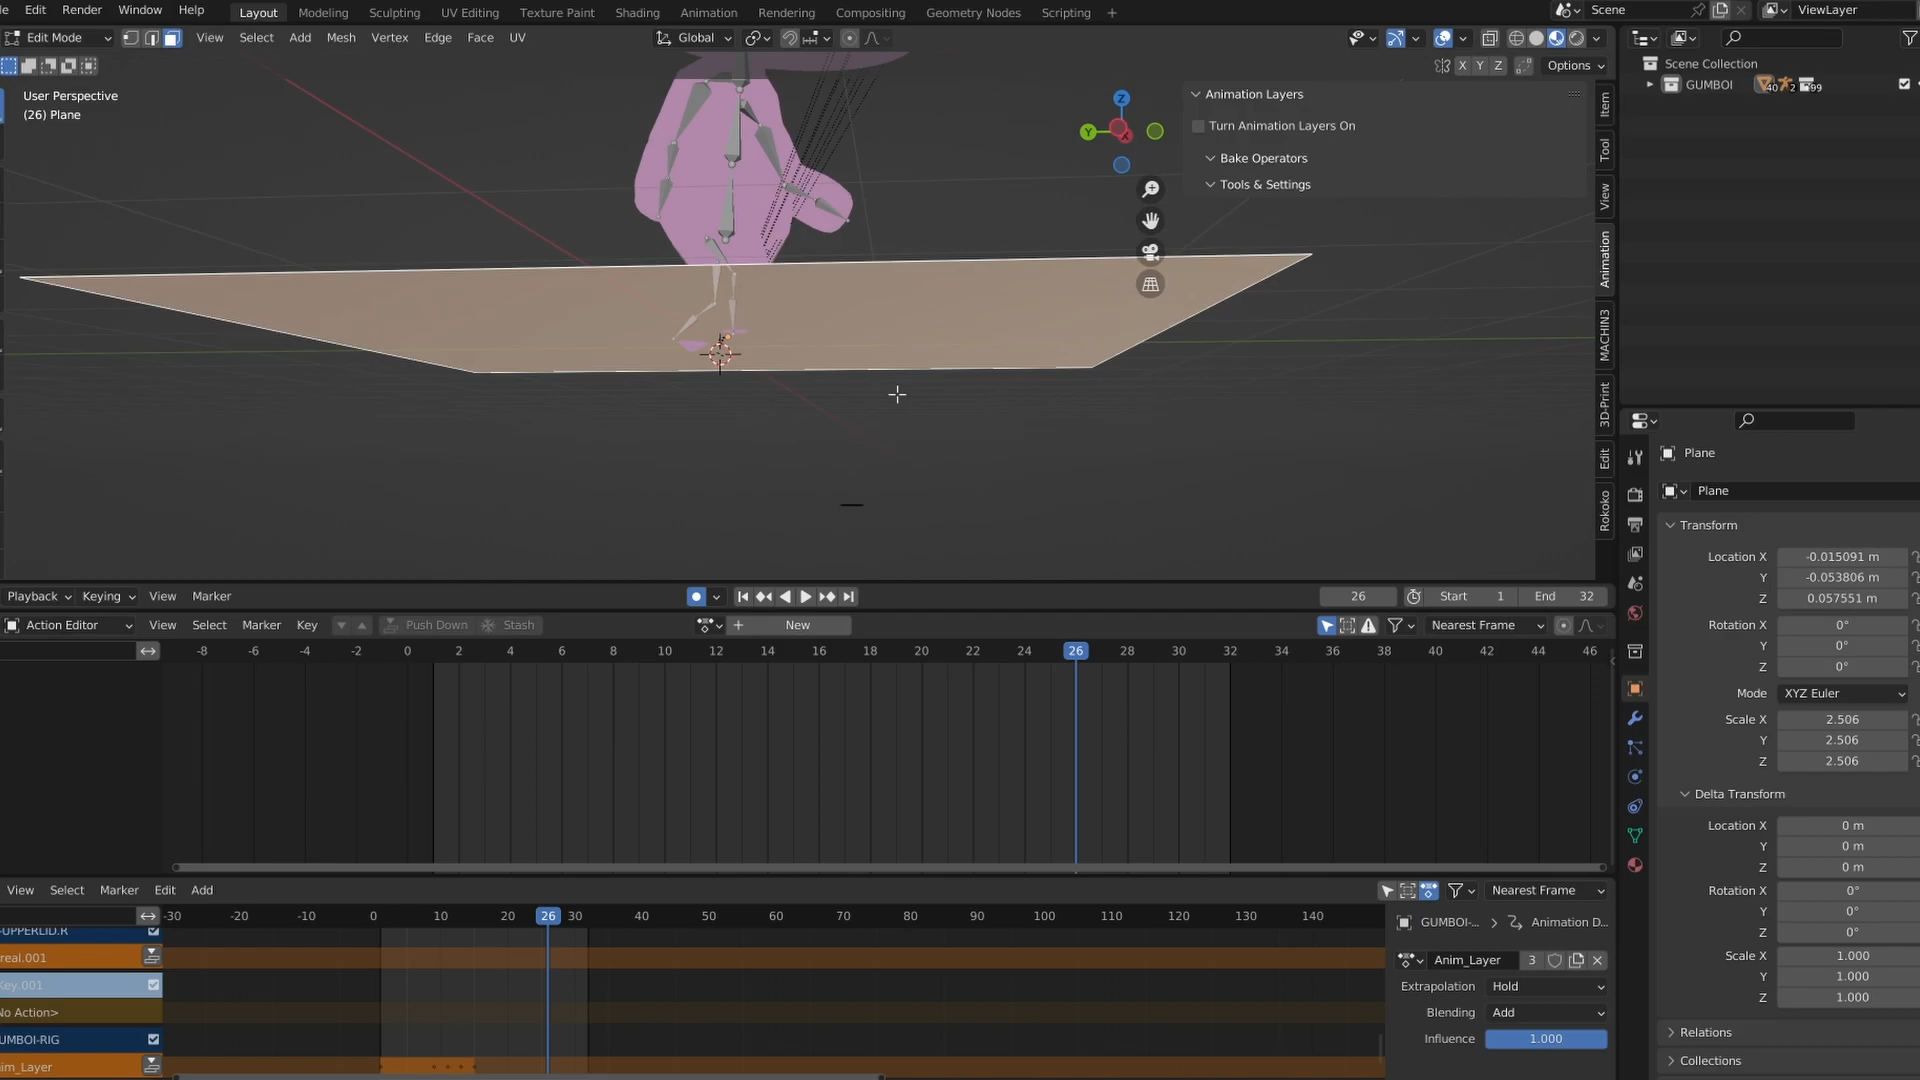 Edit Render Window Help Layout Modeling Sculpting UV Editing Texture Paint Shading Animation Rendering Compositing Geometry Nodes Scripting + Scene ViewLayer
Edit Mode View Select Add Mesh Vertex Edge Face UV Global
X Y Z Options
User Perspective
(26) Plane
Z
Y
X
Animation Layers
Turn Animation Layers On
Bake Operators
Tools & Settings
Item
Tool
View
Animation
MACHIN3
3D-Print
Edit
Rokoko
Scene Collection
GUMBOI 40 2 99
Plane
Plane
Transform
Location X -0.015091 m
Y -0.053806 m
Z 0.057551 m
Rotation X 0°
Y 0°
Z 0°
Mode XYZ Euler
Scale X 2.506
Y 2.506
Z 2.506
Delta Transform
Location X 0 m
Y 0 m
Z 0 m
Rotation X 0°
Y 0°
Z 0°
Scale X 1.000
Y 1.000
Z 1.000
Relations
Collections
Playback Keying View Marker 26 Start 1 End 32
Action Editor View Select Marker Key Push Down Stash + New Nearest Frame
-8 -6 -4 -2 0 2 4 6 8 10 12 14 16 18 20 22 24 26 28 30 32 34 36 38 40 42 44 46
View Select Marker Edit Add Nearest Frame
-30 -20 -10 0 10 20 26 30 40 50 60 70 80 90 100 110 120 130 140
-UPPERLID.R
real.001
Key.001
No Action>
UMBOI-RIG
im_Layer
GUMBOI-... Animation D...
Anim_Layer 3
Extrapolation Hold
Blending Add
Influence 1.000